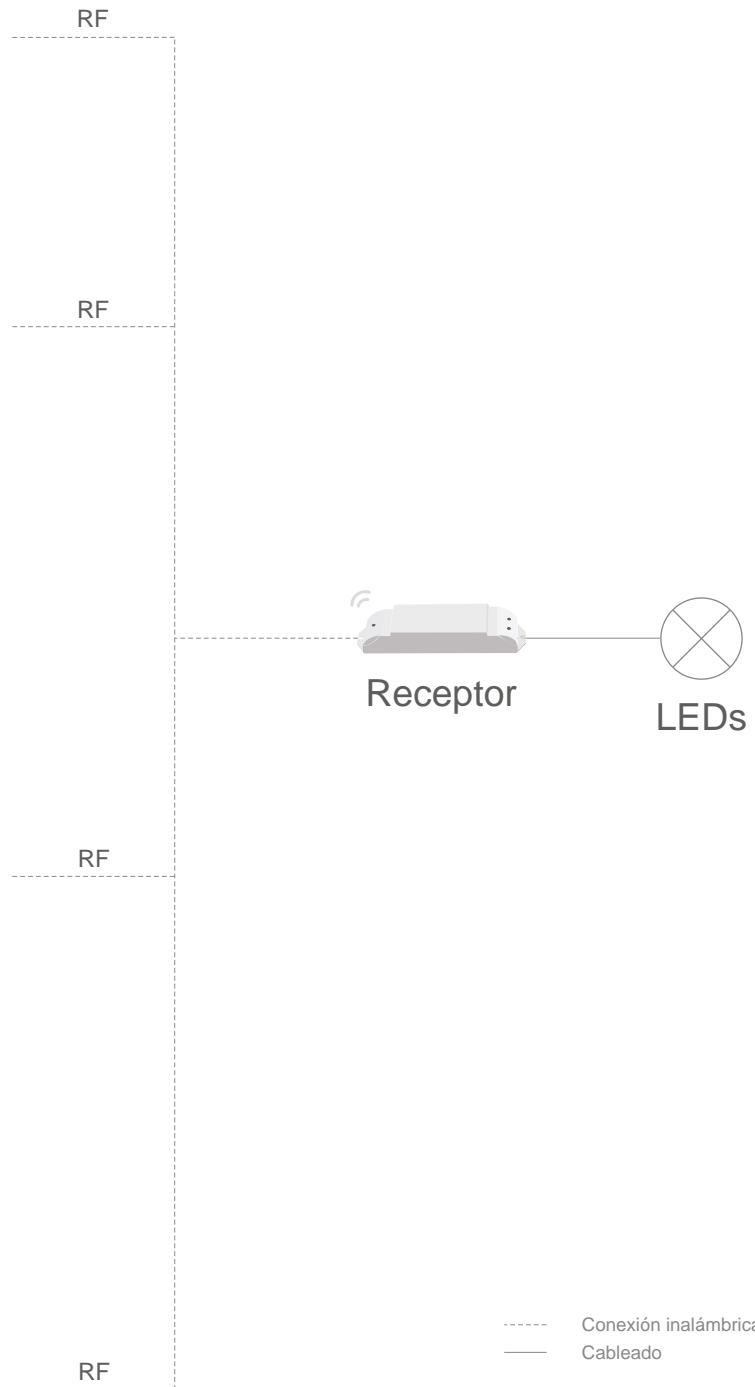 RF
RF
Receptor
LEDs
RF
Conexión inalámbrica
Cableado
RF